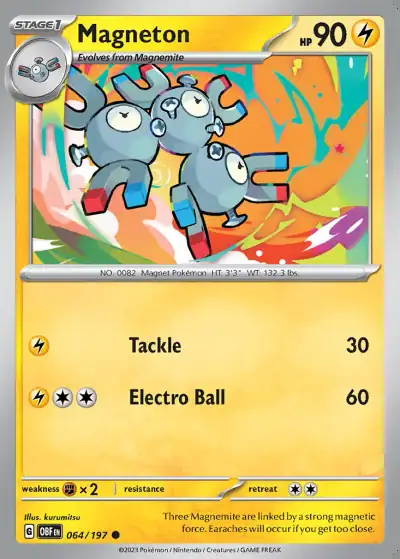 STAGE1
Magneton
HP 90
Evolves from Magnemite
NO. 0082 Magnet Pokémon HT: 3'3" WT: 132.3 lbs.
Tackle 30
Electro Ball 60
weakness ×2 resistance retreat
Illus. kurumitsu
G OBF EN 064/197
Three Magnemite are linked by a strong magnetic
force. Earaches will occur if you get too close.
©2023 Pokémon / Nintendo / Creatures / GAME FREAK